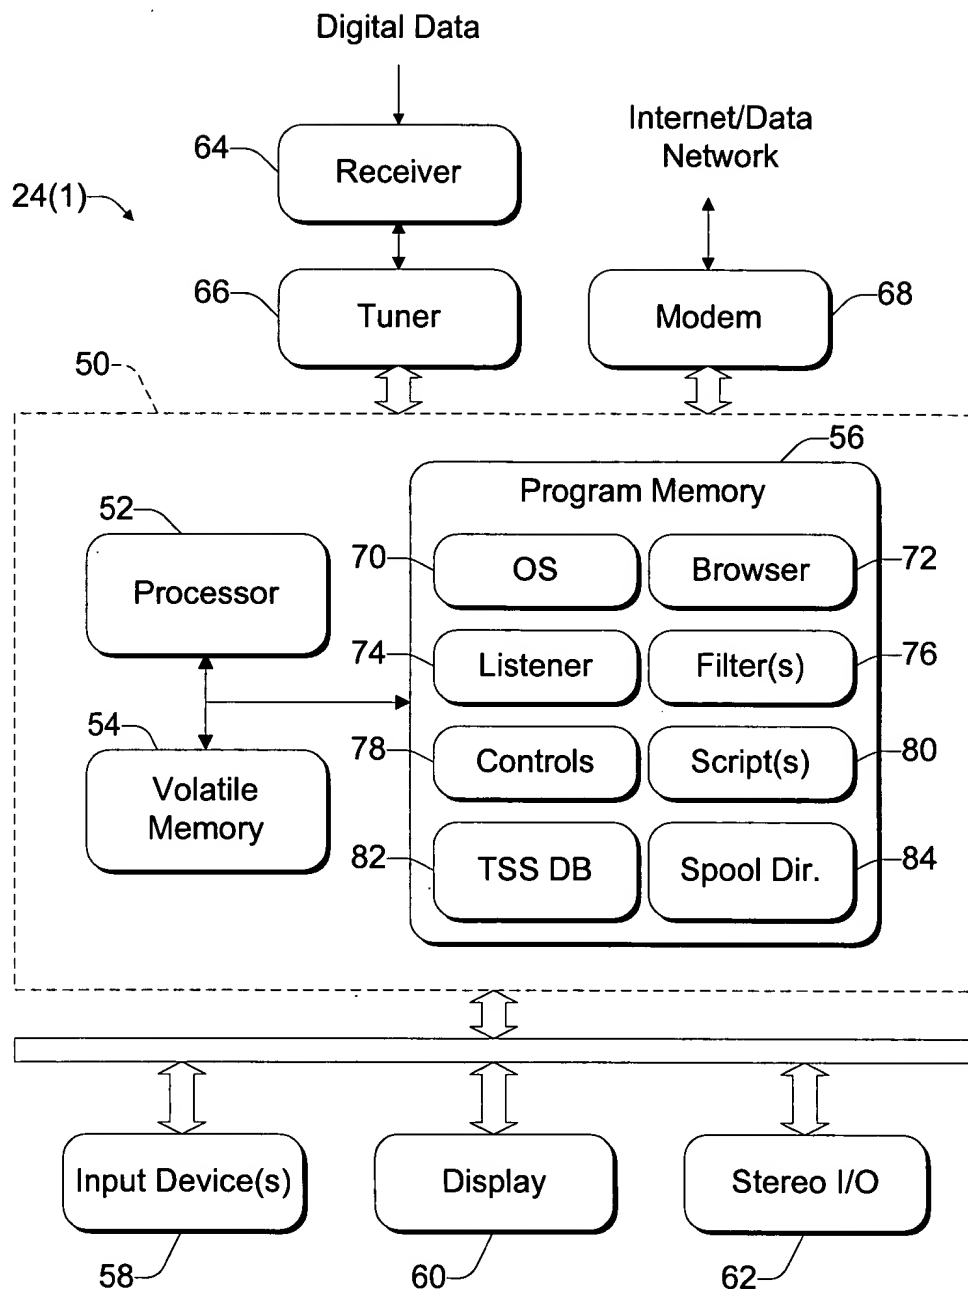 Digital Data
64
Receiver
Internet/Data
Network
24(1)
66
Tuner
Modem
68
50
56
Program Memory
52
Processor
70
OS
Browser
72
74
Listener
Filter(s)
76
54
Volatile
Memory
78
Controls
Script(s)
80
82
TSS DB
Spool Dir.
84
Input Device(s)
Display
Stereo I/O
58
60
62